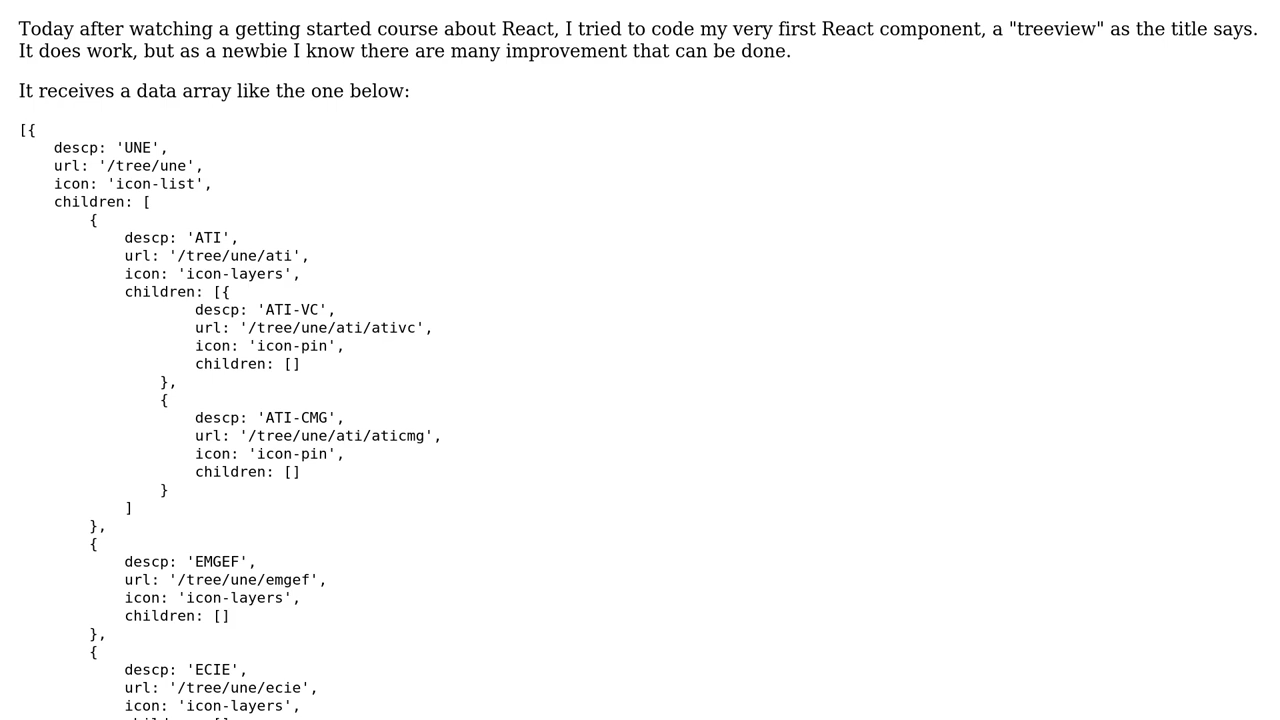 Today after watching a getting started course about React, I tried to code my very first React component, a "treeview" as the title says.
It does work, but as a newbie I know there are many improvement that can be done.
It receives a data array like the one below:
[{
    descp: 'UNE',
    url: '/tree/une',
    icon: 'icon-list',
    children: [
        {
            descp: 'ATI',
            url: '/tree/une/ati',
            icon: 'icon-layers',
            children: [{
                    descp: 'ATI-VC',
                    url: '/tree/une/ati/ativc',
                    icon: 'icon-pin',
                    children: []
                },
                {
                    descp: 'ATI-CMG',
                    url: '/tree/une/ati/aticmg',
                    icon: 'icon-pin',
                    children: []
                }
            ]
        },
        {
            descp: 'EMGEF',
            url: '/tree/une/emgef',
            icon: 'icon-layers',
            children: []
        },
        {
            descp: 'ECIE',
            url: '/tree/une/ecie',
            icon: 'icon-layers',